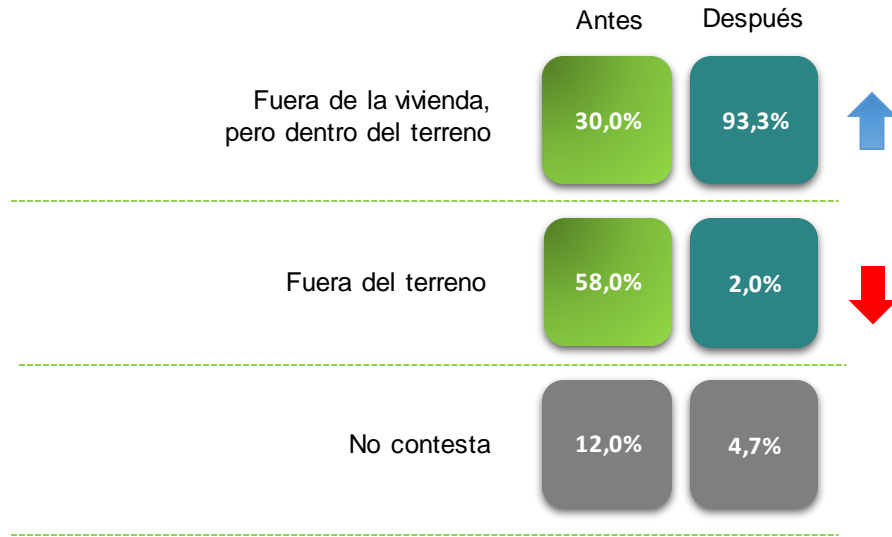 Antes Después
Fuera de la vivienda,
pero dentro del terreno
30,0% 93,3%
Fuera del terreno 58,0% 2,0%
No contesta 12,0% 4,7%